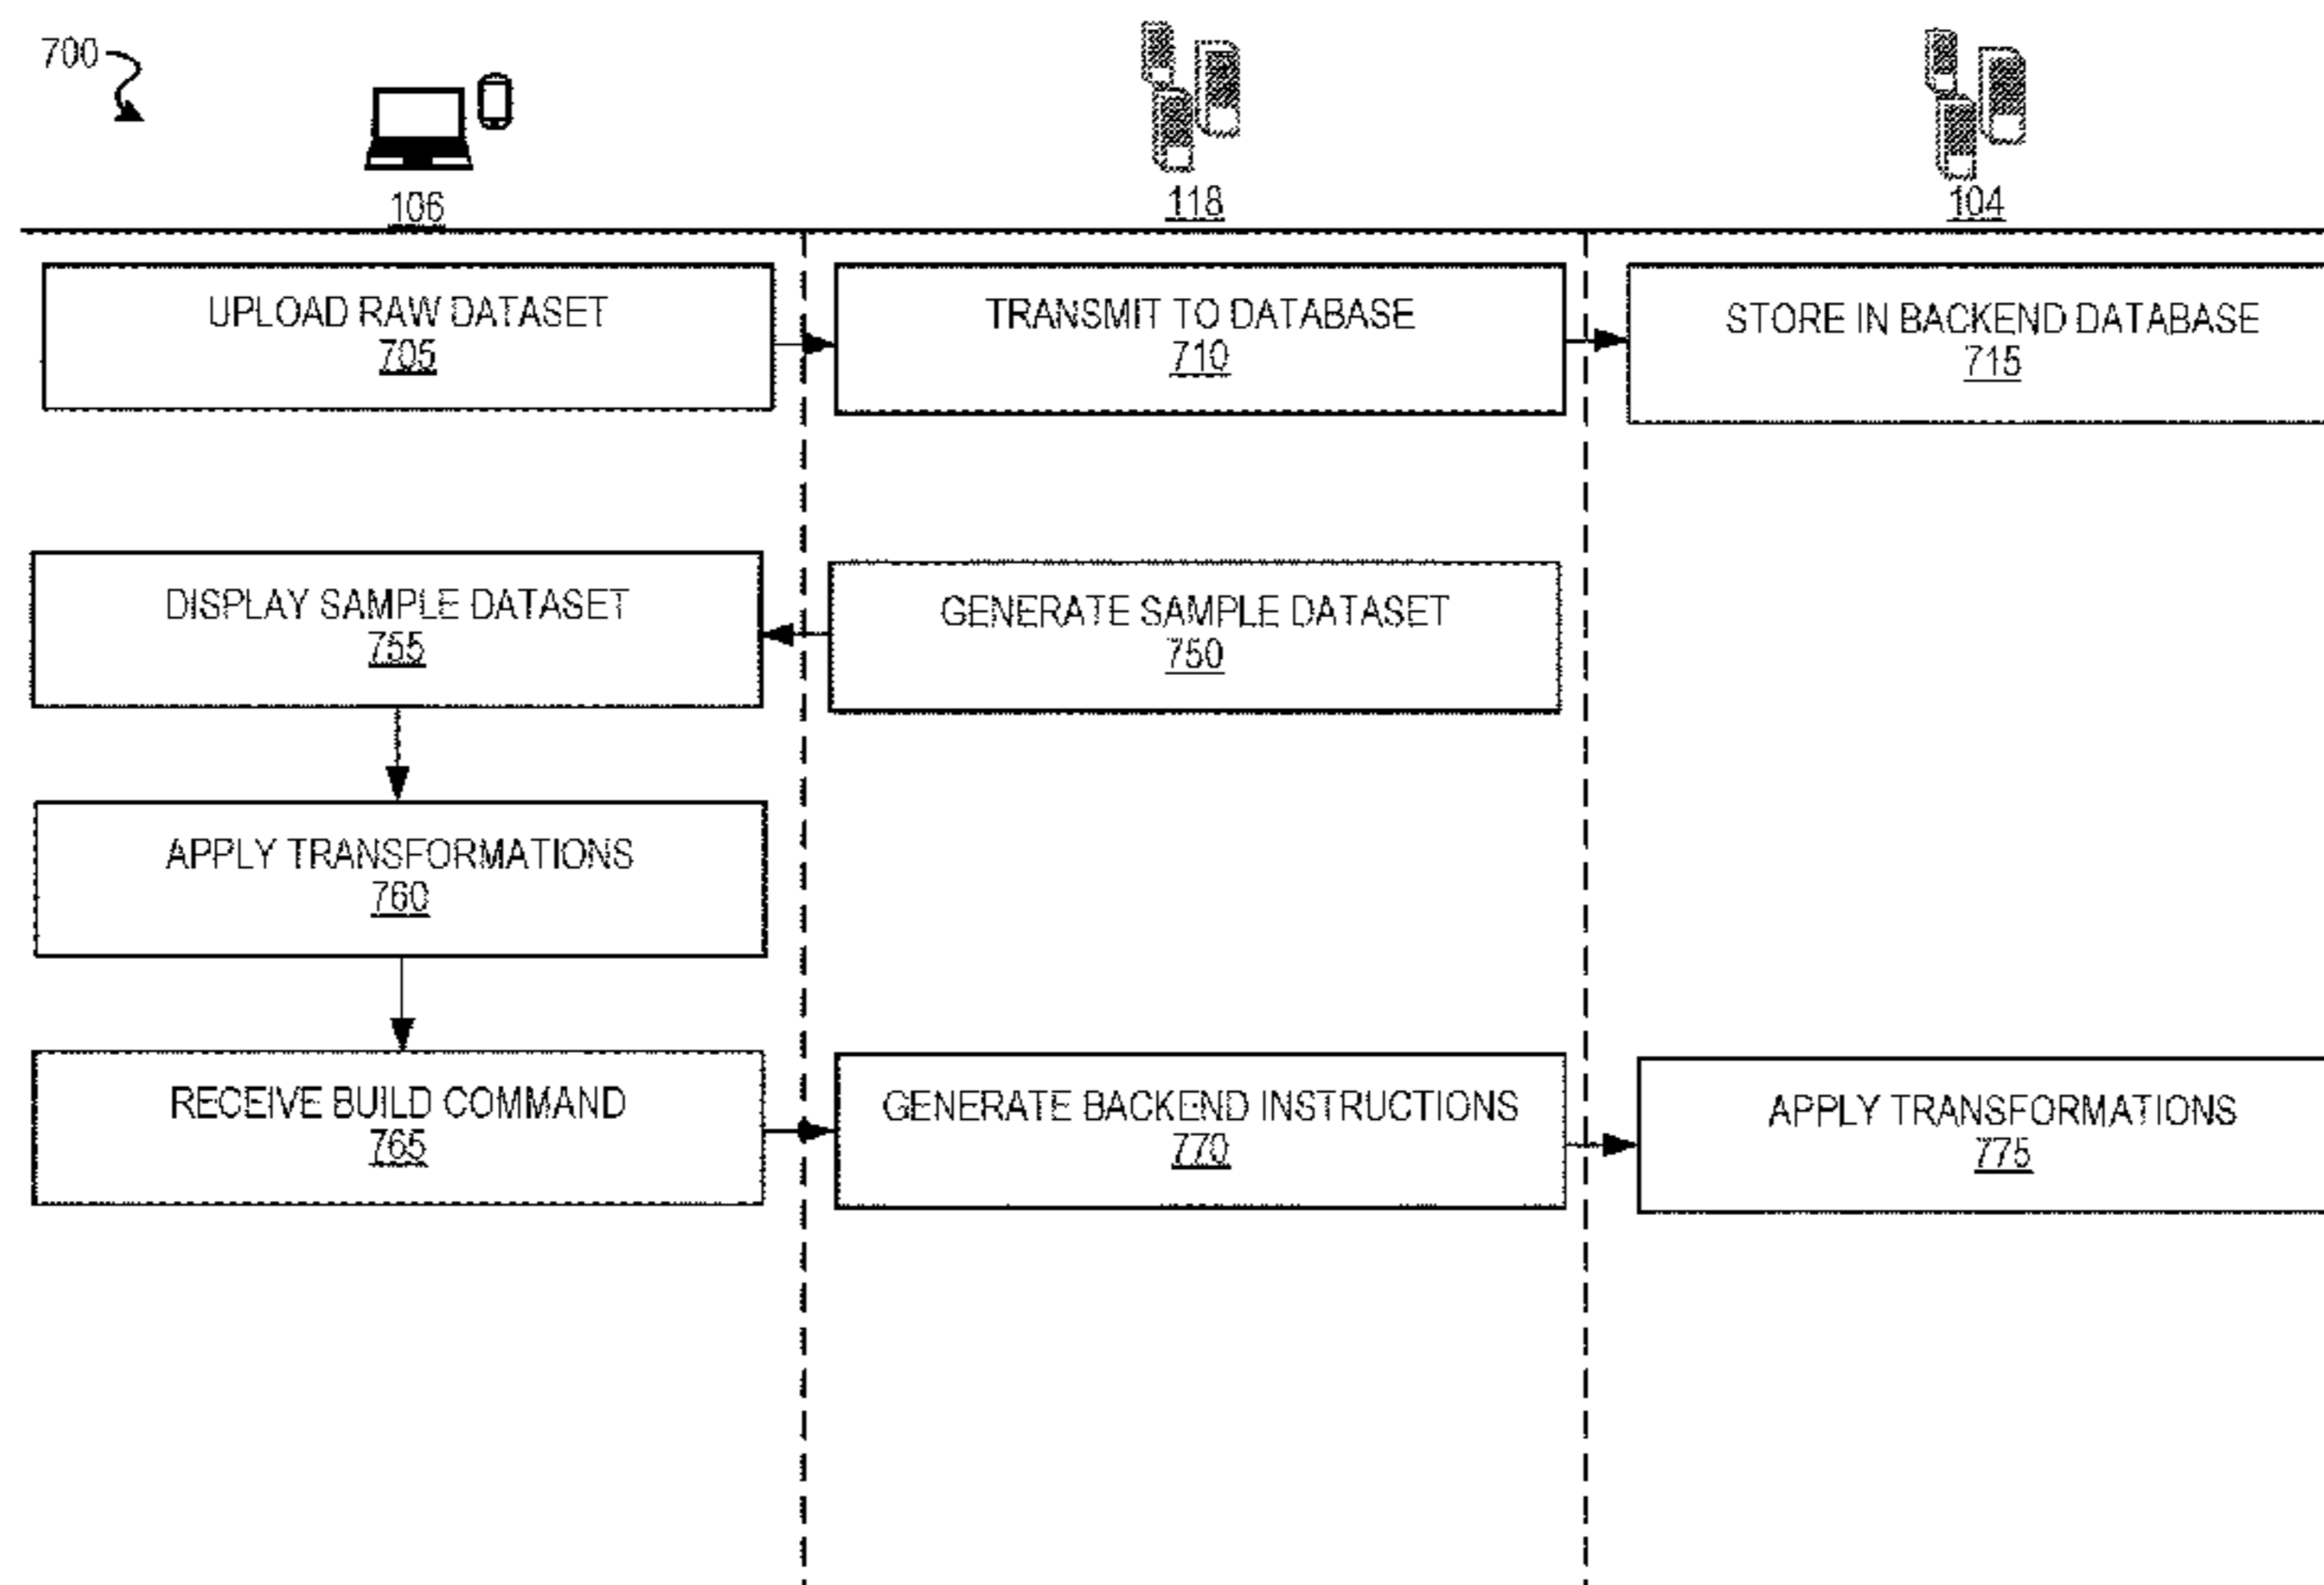 700
106
118
104
UPLOAD RAW DATASET
705
TRANSMIT TO DATABASE
710
STORE IN BACKEND DATABASE
715
DISPLAY SAMPLE DATASET
755
GENERATE SAMPLE DATASET
750
APPLY TRANSFORMATIONS
760
RECEIVE BUILD COMMAND
765
GENERATE BACKEND INSTRUCTIONS
770
APPLY TRANSFORMATIONS
775